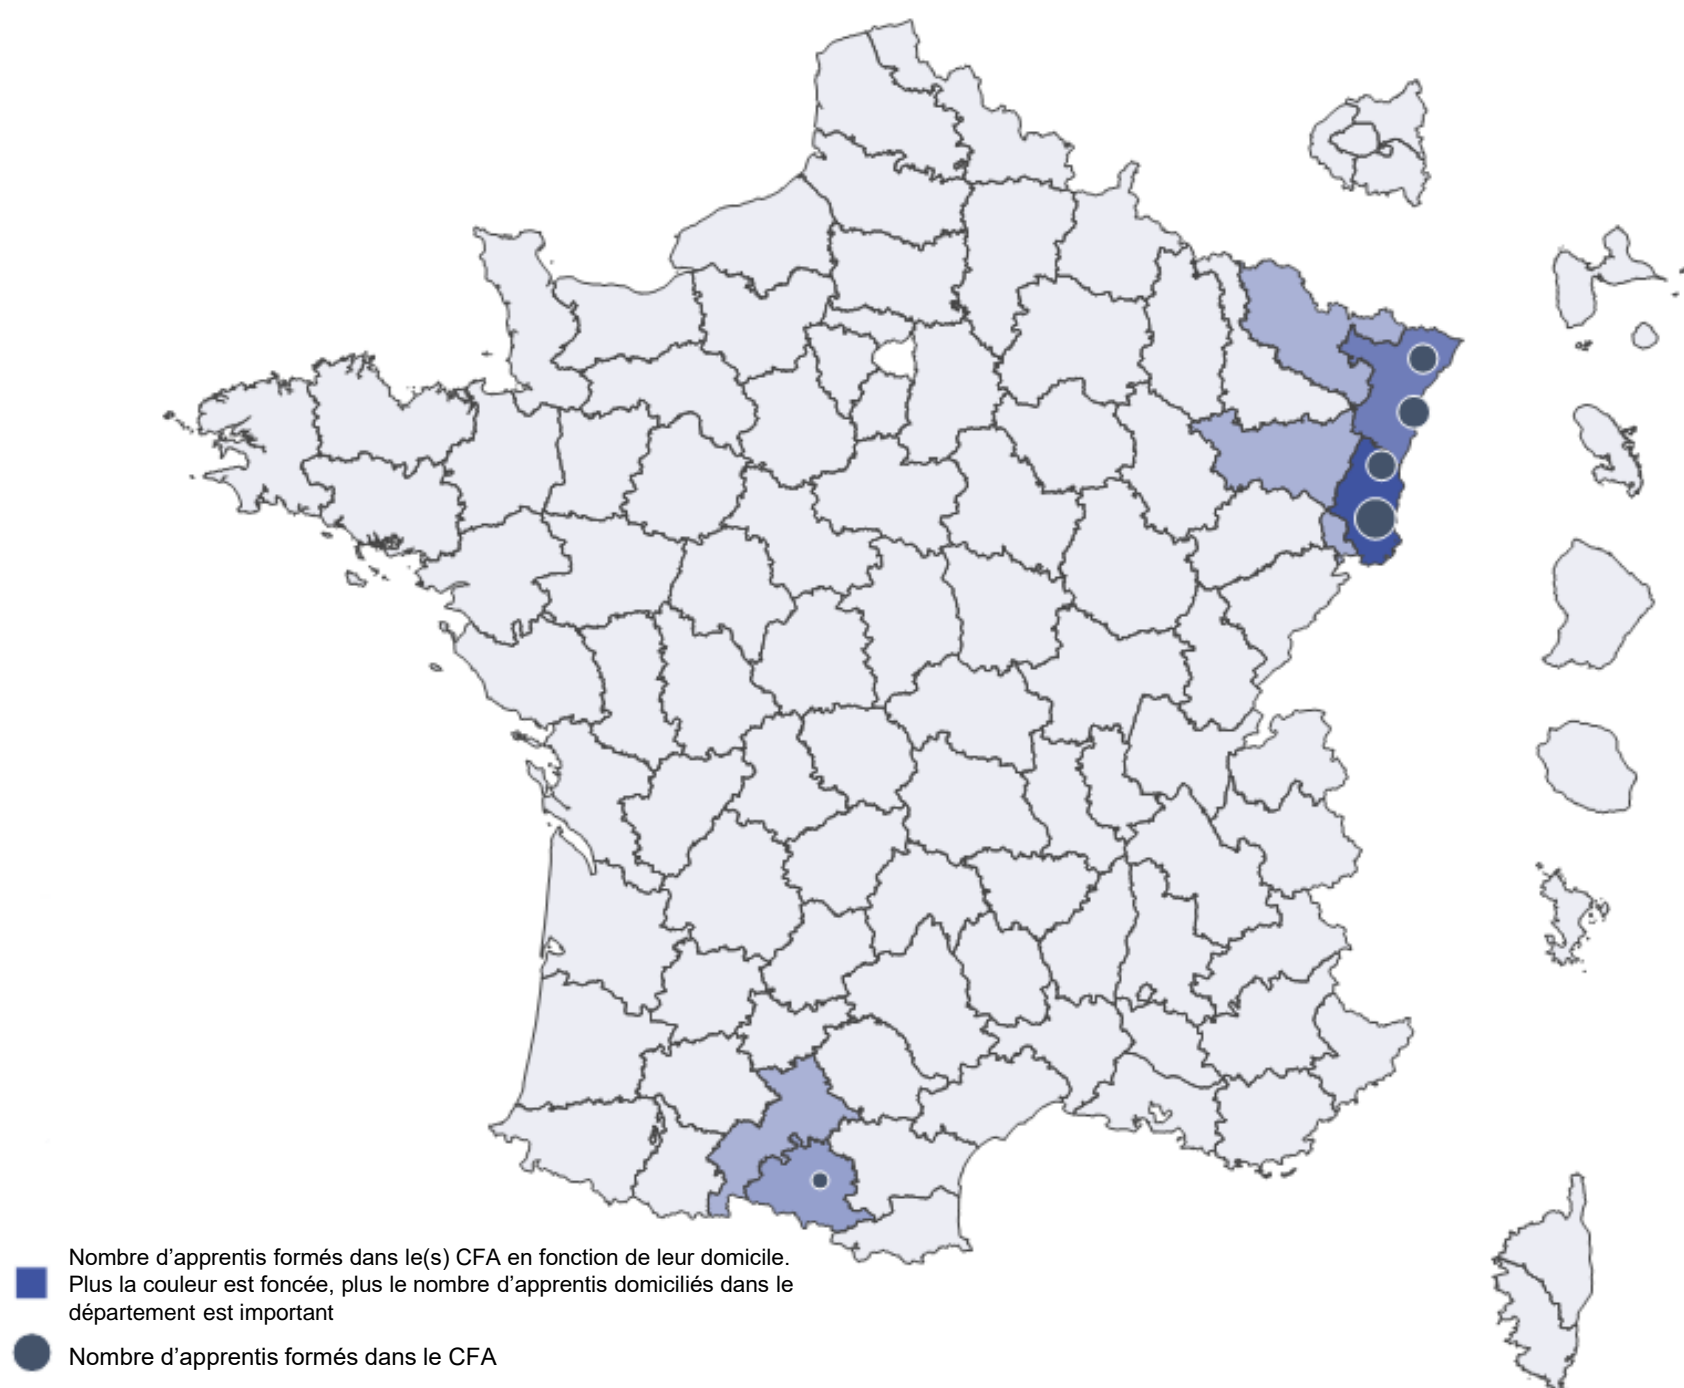 Nombre d’apprentis formés dans le(s) CFA en fonction de leur domicile.
Plus la couleur est foncée, plus le nombre d’apprentis domiciliés dans le
département est important
Nombre d’apprentis formés dans le CFA